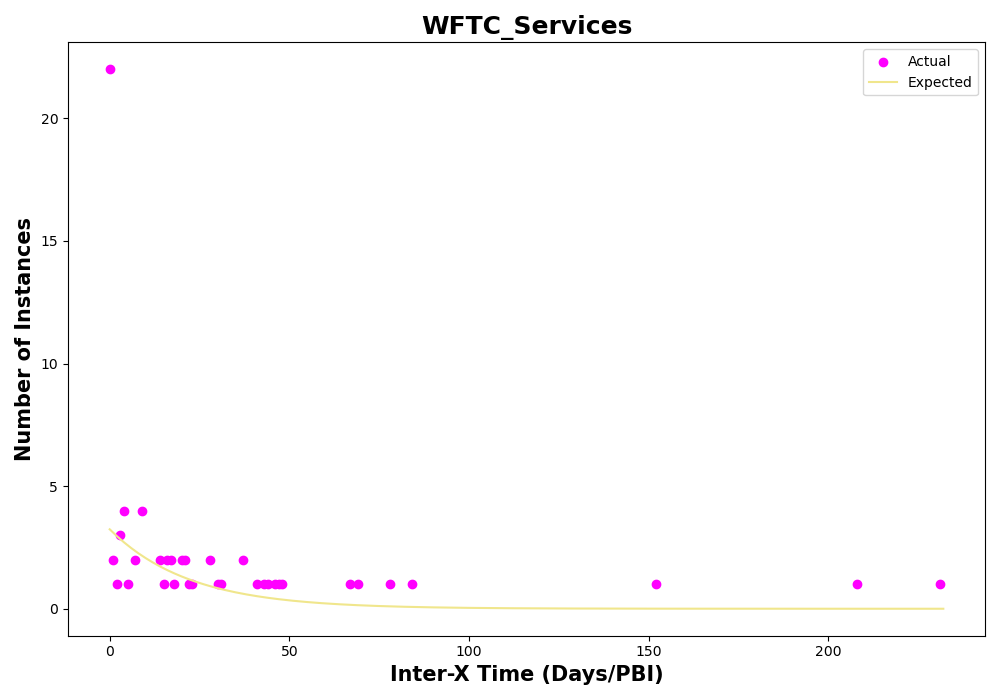 WFTC_Services
Actual
Expected
20
15
10
5
0
Number of Instances
0 50 100 150 200
Inter-X Time (Days/PBI)